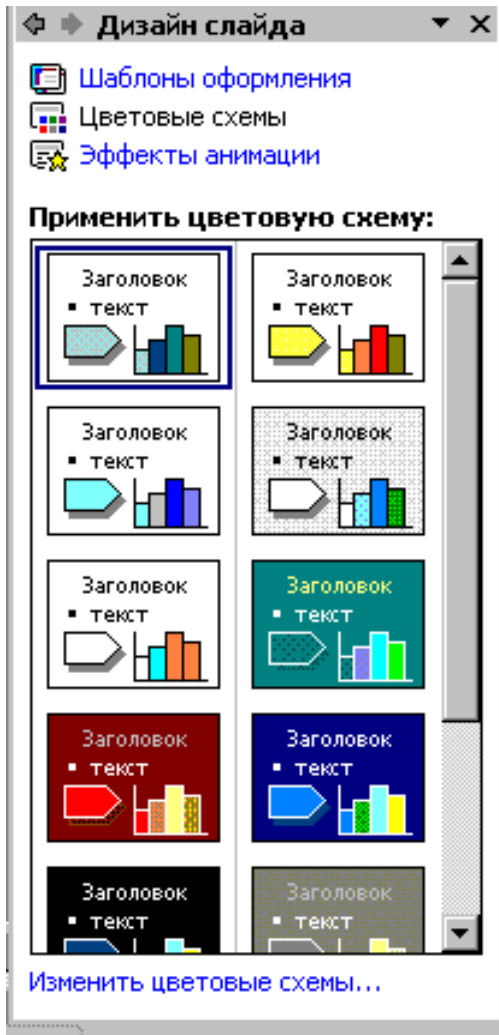 Дизайн слайда
Шаблоны оформления
Цветовые схемы
Эффекты анимации
Применить цветовую схему:
Заголовок
текст
Заголовок
текст
Заголовок
текст
Заголовок
текст
Заголовок
текст
Заголовок
текст
Заголовок
текст
Заголовок
текст
Заголовок
текст
Заголовок
текст
Изменить цветовые схемы...